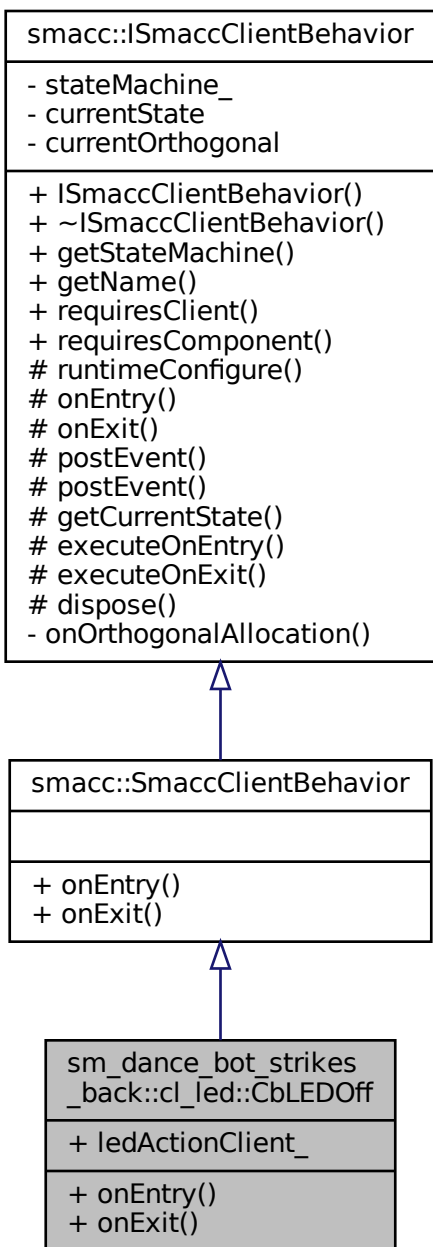 smacc::ISmaccClientBehavior
- stateMachine_
- currentState
- currentOrthogonal
+ ISmaccClientBehavior()
+ ~ISmaccClientBehavior()
+ getStateMachine()
+ getName()
+ requiresClient()
+ requiresComponent()
# runtimeConfigure()
# onEntry()
# onExit()
# postEvent()
# postEvent()
# getCurrentState()
# executeOnEntry()
# executeOnExit()
# dispose()
- onOrthogonalAllocation()
smacc::SmaccClientBehavior
+ onEntry()
+ onExit()
sm_dance_bot_strikes
_back::cl_led::CbLEDOff
+ ledActionClient_
+ onEntry()
+ onExit()